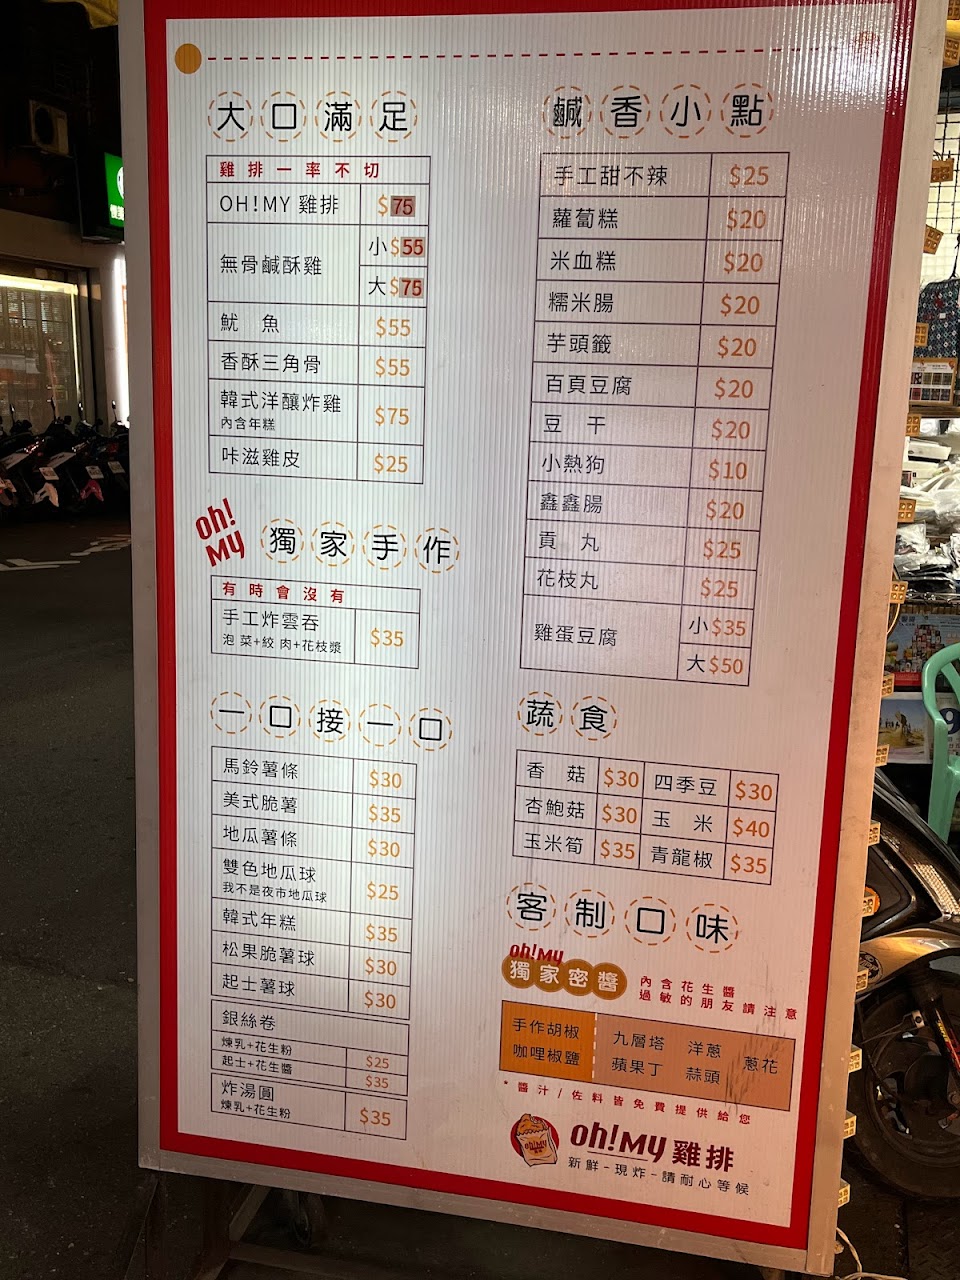 大口滿足
雞排一率不切
OH!MY 雞排 $75
無骨鹹酥雞 小$55
大$75
魷 魚 $55
香酥三角骨 $55
韓式洋釀炸雞 $75
內含年糕
咔滋雞皮 $25
oh!
MY
獨家手作
有時會沒有
手工炸雲吞 $35
泡菜+絞肉+花枝漿
一口接一口
馬鈴薯條 $30
美式脆薯 $35
地瓜薯條 $30
雙色地瓜球 $25
我不是夜市地瓜球
韓式年糕 $35
松果脆薯球 $30
起士薯球 $30
銀絲卷
煉乳+花生粉 $25
起士+花生醬 $35
炸湯圓 $35
煉乳+花生粉
鹹香小點
手工甜不辣 $25
蘿蔔糕 $20
米血糕 $20
糯米腸 $20
芋頭籤 $20
百頁豆腐 $20
豆 干 $20
小熱狗 $10
鑫鑫腸 $20
貢 丸 $25
花枝丸 $25
雞蛋豆腐 小$35
大$50
蔬食
香 菇 $30 四季豆 $30
杏鮑菇 $30 玉 米 $40
玉米筍 $35 青龍椒 $35
客制口味
oh!MY
獨家密醬
內含花生醬
過敏的朋友請注意
手作胡椒 九層塔 洋蔥 蔥花
咖哩椒鹽 蘋果丁 蒜頭
*醬汁/佐料皆免費提供給您
oh!MY 雞排
新鮮-現炸-請耐心等候